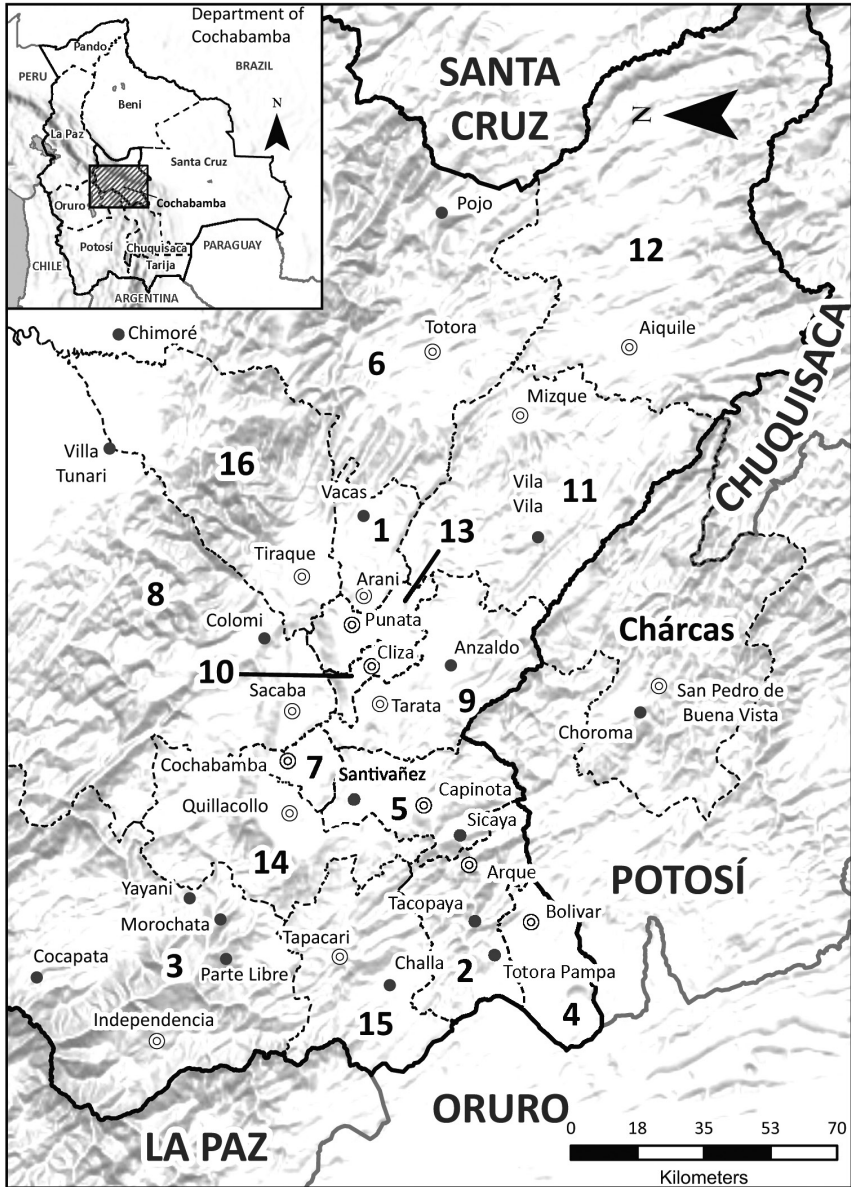 Department of
Cochabamba
Pando
PERU
BRAZIL
Beni
N
La Paz
Santa Cruz
Oruro
Cochabamba
Potosí
Chuquisaca
PARAGUAY
CHILE
Tarija
ARGENTINA
SANTA
CRUZ
N
Pojo
12
Chimoré
Totora
Aiquile
6
CHUQUISACA
Mizque
Villa
Tunari
16
Vila
Vila
11
Vacas
1
13
Tiraque
Arani
8
Colomi
Punata
Chárcas
Cliza
Anzaldo
10
Sacaba
Tarata
9
San Pedro de
Buena Vista
Choroma
Cochabamba
7
Santivañez
Capinota
Quillacollo
5
Sicaya
14
Arque
POTOSÍ
Yayani
Tacopaya
Bolivar
Morochata
Tapacari
Cocapata
3
Parte Libre
Challa
2
Totora Pampa
Independencia
15
4
ORURO
LA PAZ
0 18 35 53 70
Kilometers